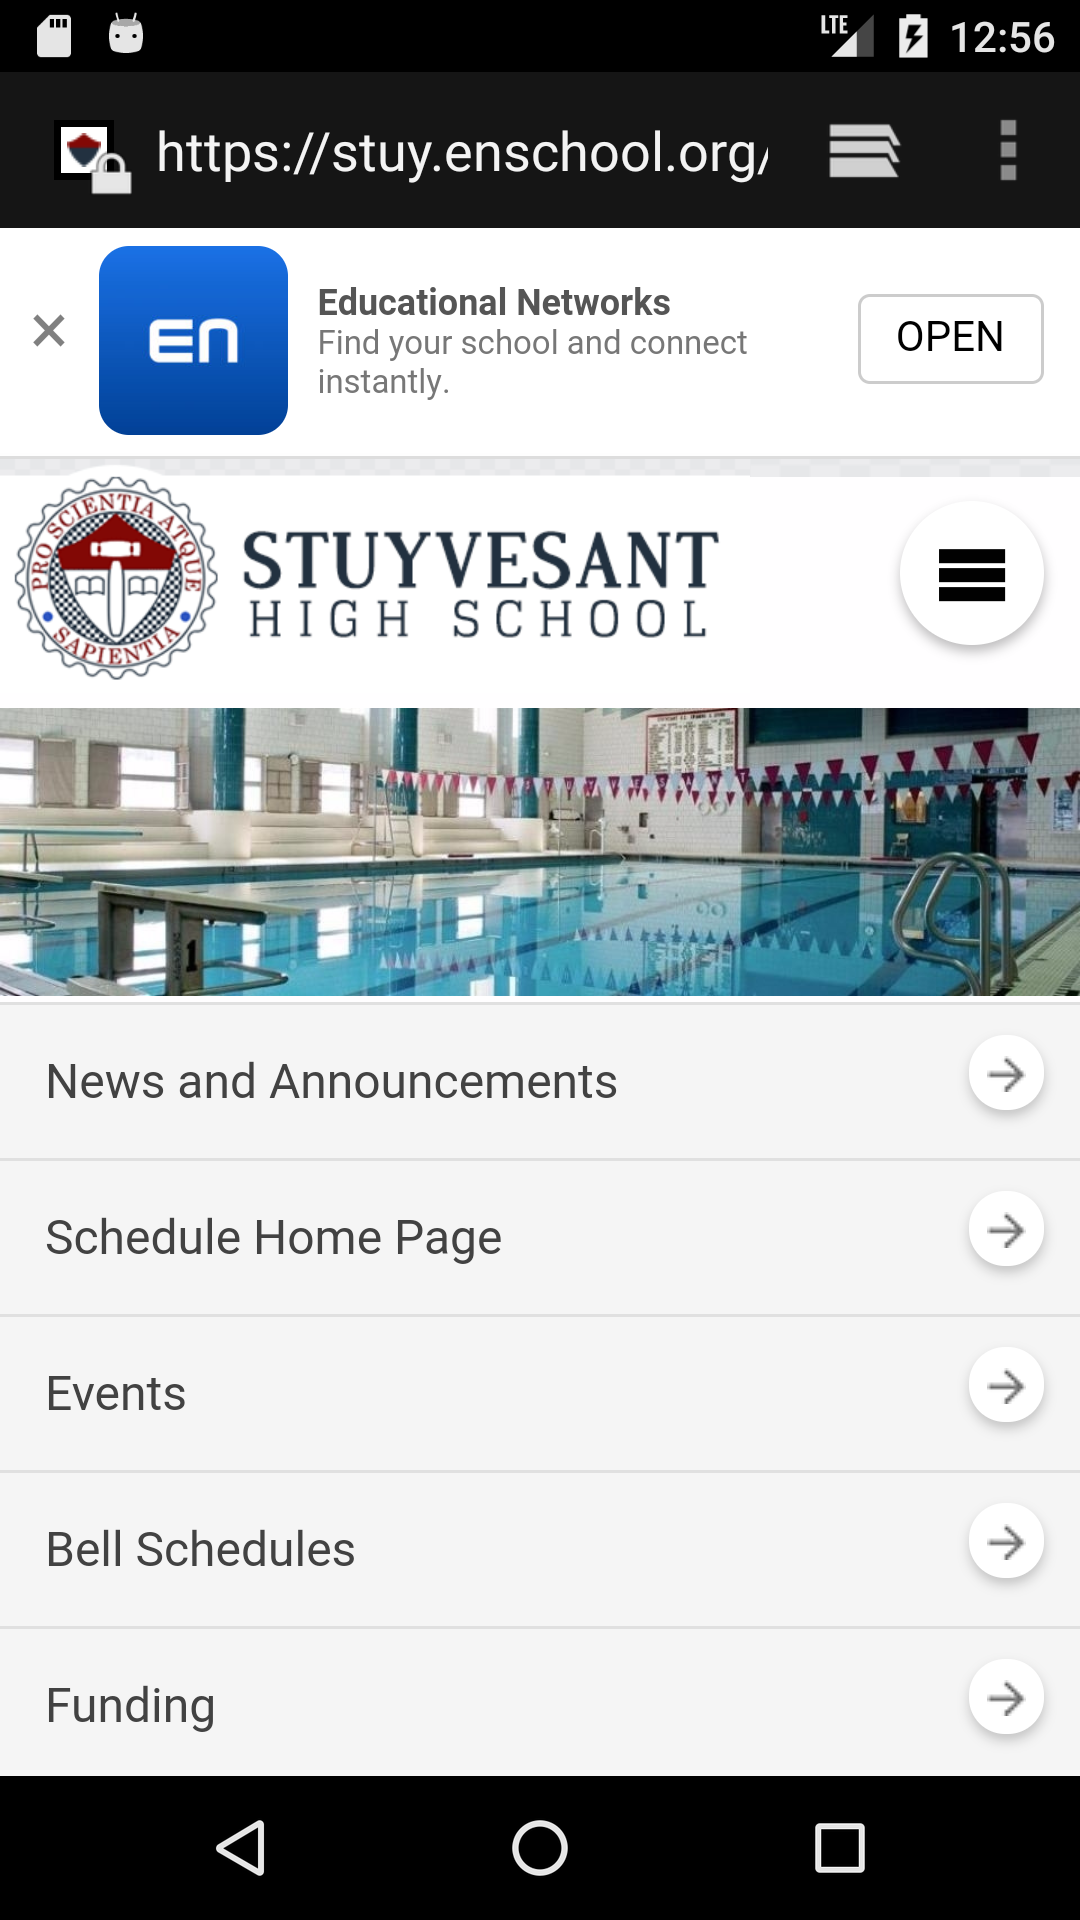 LTE 12:56
https://stuy.enschool.org/
EN
Educational Networks
Find your school and connect
instantly.
OPEN
PRO SCIENTIA ATQUE
SAPIENTIA
STUYVESANT
HIGH SCHOOL
1
News and Announcements
Schedule Home Page
Events
Bell Schedules
Funding